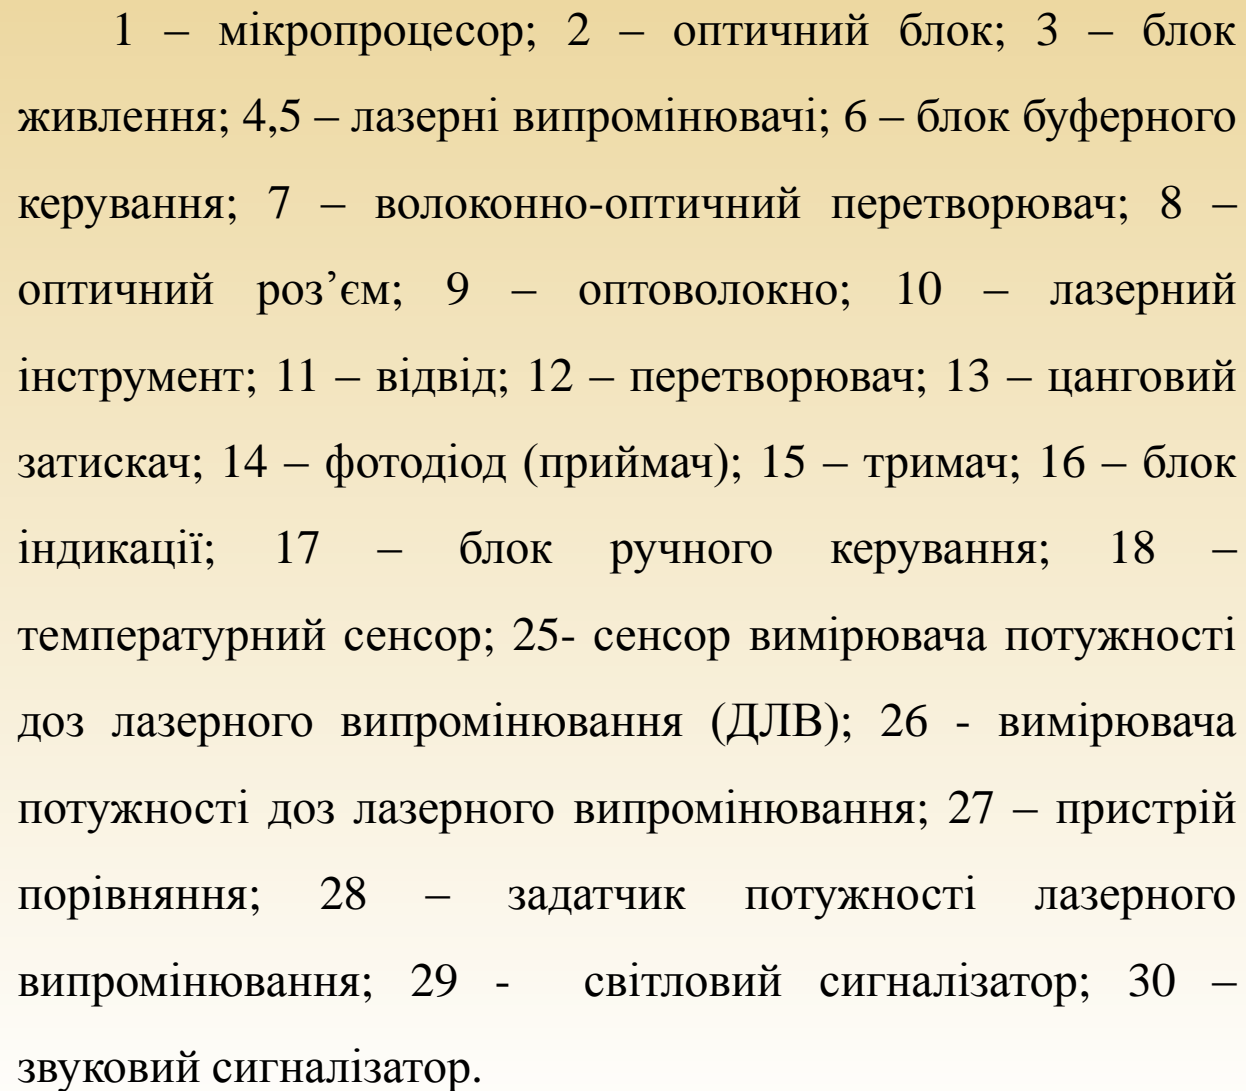 1 – мікропроцесор; 2 – оптичний блок; 3 – блок
живлення; 4,5 – лазерні випромінювачі; 6 – блок буферного
керування; 7 – волоконно-оптичний перетворювач; 8 –
оптичний роз’єм; 9 – оптоволокно; 10 – лазерний
інструмент; 11 – відвід; 12 – перетворювач; 13 – цанговий
затискач; 14 – фотодіод (приймач); 15 – тримач; 16 – блок
індикації; 17 – блок ручного керування; 18 –
температурний сенсор; 25- сенсор вимірювача потужності
доз лазерного випромінювання (ДЛВ); 26 - вимірювача
потужності доз лазерного випромінювання; 27 – пристрій
порівняння; 28 – задатчик потужності лазерного
випромінювання; 29 - світловий сигналізатор; 30 –
звуковий сигналізатор.